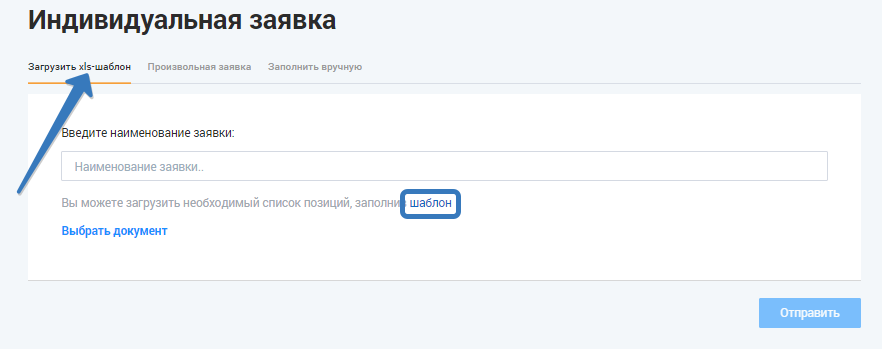 Индивидуальная заявка
Загрузить xls-шаблон Произвольная заявка Заполнить вручную
Введите наименование заявки:
Наименование заявки..
Вы можете загрузить необходимый список позиций, заполнив шаблон
Выбрать документ
Отправить